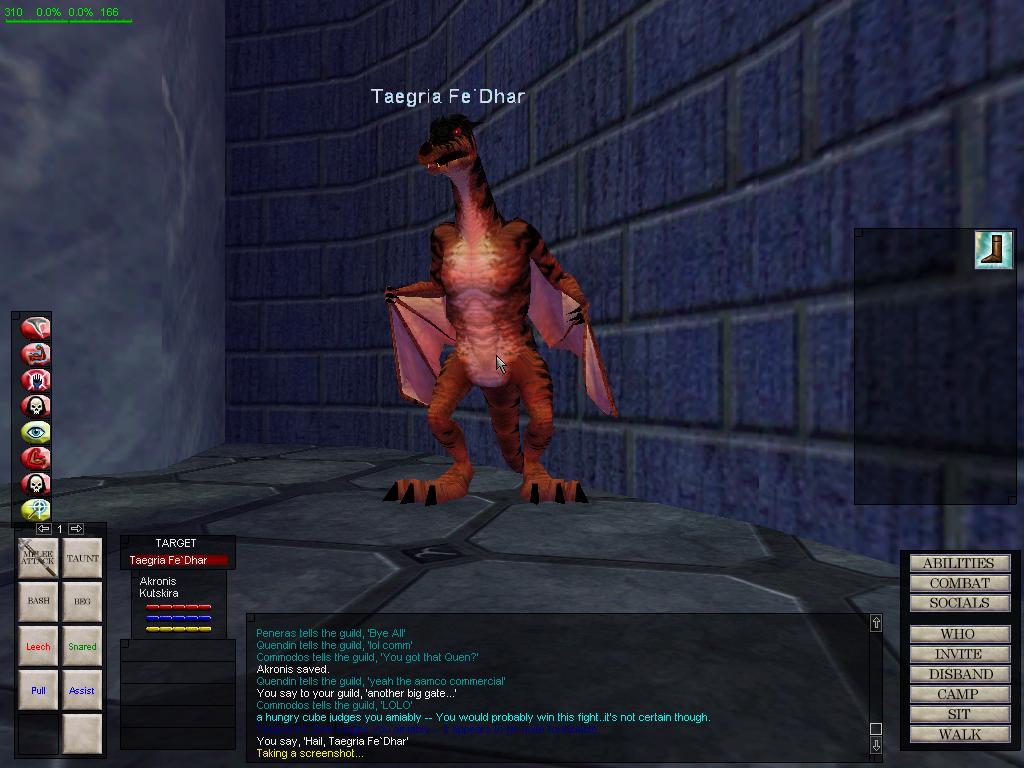 310 0.0% 0.0% 166
Taegria Fe`Dhar
1
MELEE ATTACK
TAUNT
BASH
BEG
Leech
Snared
Pull
Assist
TARGET
Taegria Fe`Dhar
Akronis
Kutskira
Peneras tells the guild, 'Bye All'
Quendin tells the guild, 'lol comm'
Commodos tells the guild, 'You got that Quen?'
Akronis saved.
Quendin tells the guild, 'yeah the aamco commercial'
You say to your guild, 'another big gate...'
Commodos tells the guild, 'LOLO'
a hungry cube judges you amiably -- You would probably win this fight..it's not certain though.
You say, 'Hail, Taegria Fe`Dhar'
Taking a screenshot...
ABILITIES
COMBAT
SOCIALS
WHO
INVITE
DISBAND
CAMP
SIT
WALK